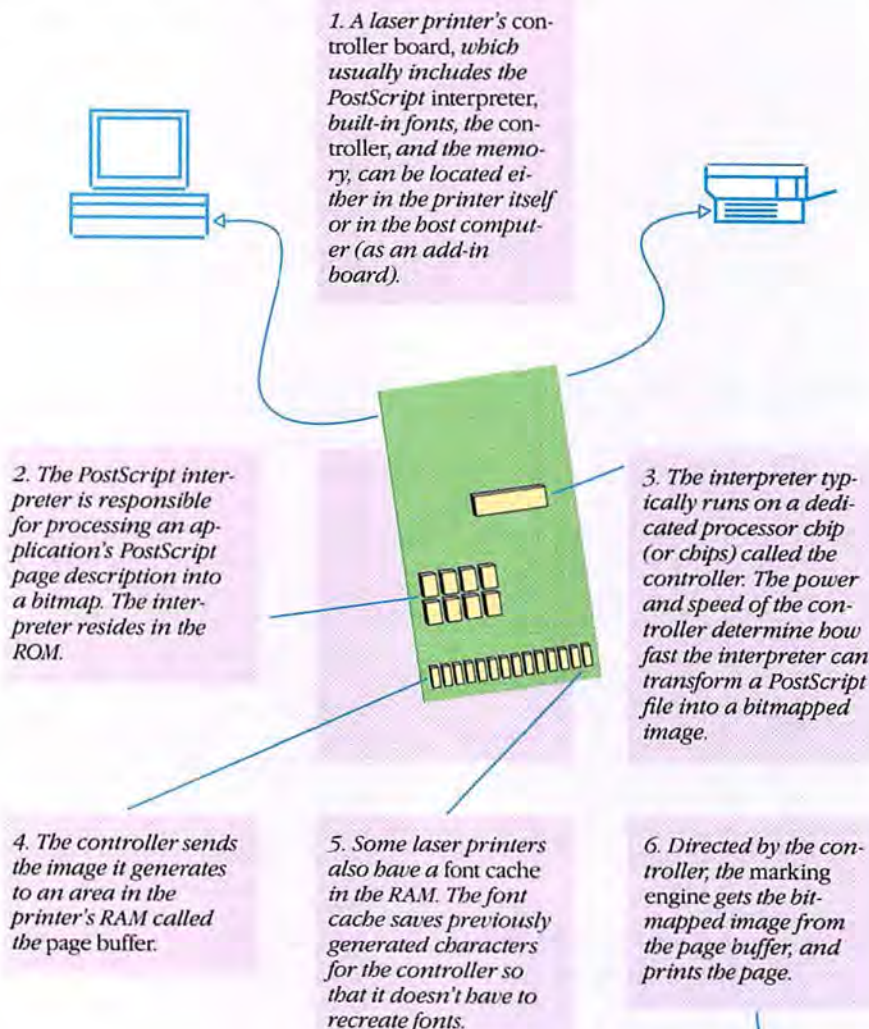 1. A laser printer's con-
troller board, which
usually includes the
PostScript interpreter,
built-in fonts, the con-
troller, and the memo-
ry, can be located ei-
ther in the printer itself
or in the host comput-
er (as an add-in
board).
2. The PostScript inter-
preter is responsible
for processing an ap-
plication's PostScript
page description into
a bitmap. The inter-
preter resides in the
ROM.
3. The interpreter typ-
ically runs on a dedi-
cated processor chip
(or chips) called the
controller. The power
and speed of the con-
troller determine how
fast the interpreter can
transform a PostScript
file into a bitmapped
image.
4. The controller sends
the image it generates
to an area in the
printer's RAM called
the page buffer.
5. Some laser printers
also have a font cache
in the RAM. The font
cache saves previously
generated characters
for the controller so
that it doesn't have to
recreate fonts.
6. Directed by the con-
troller, the marking
engine gets the bit-
mapped image from
the page buffer, and
prints the page.